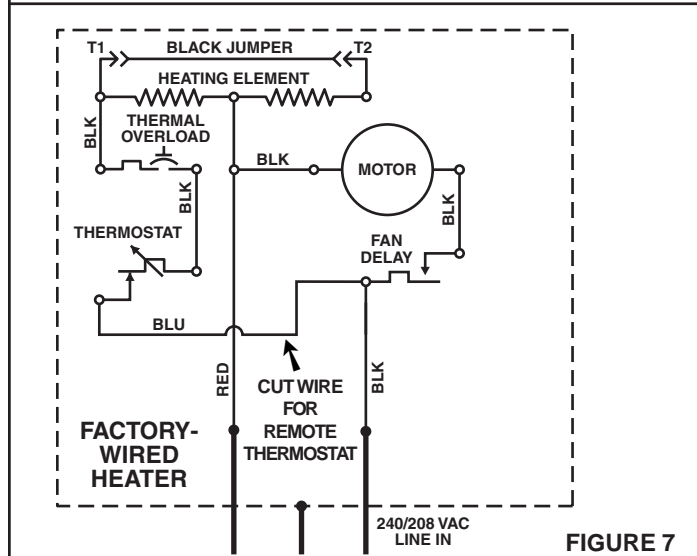 T1
BLACK JUMPER
T2
HEATING ELEMENT
BLK
THERMAL
OVERLOAD
BLK
MOTOR
BLK
BLK
THERMOSTAT
FAN
DELAY
BLU
RED
CUT WIRE
FOR
REMOTE
THERMOSTAT
BLK
FACTORY-
WIRED
HEATER
240/208 VAC
LINE IN
FIGURE 7